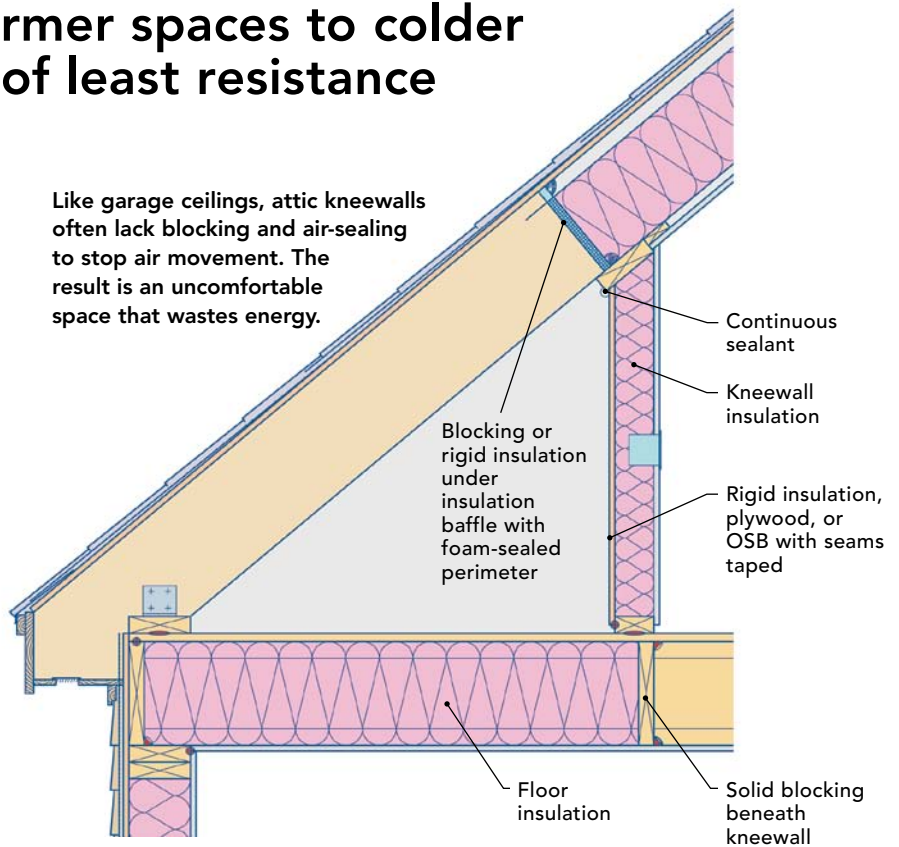 rmer spaces to colder
of least resistance
Like garage ceilings, attic kneewalls
often lack blocking and air-sealing
to stop air movement. The
result is an uncomfortable
space that wastes energy.
Continuous
sealant
Kneewall
insulation
Blocking or
rigid insulation
under
insulation
baffle with
foam-sealed
perimeter
Rigid insulation,
plywood, or
OSB with seams
taped
Floor
insulation
Solid blocking
beneath
kneewall